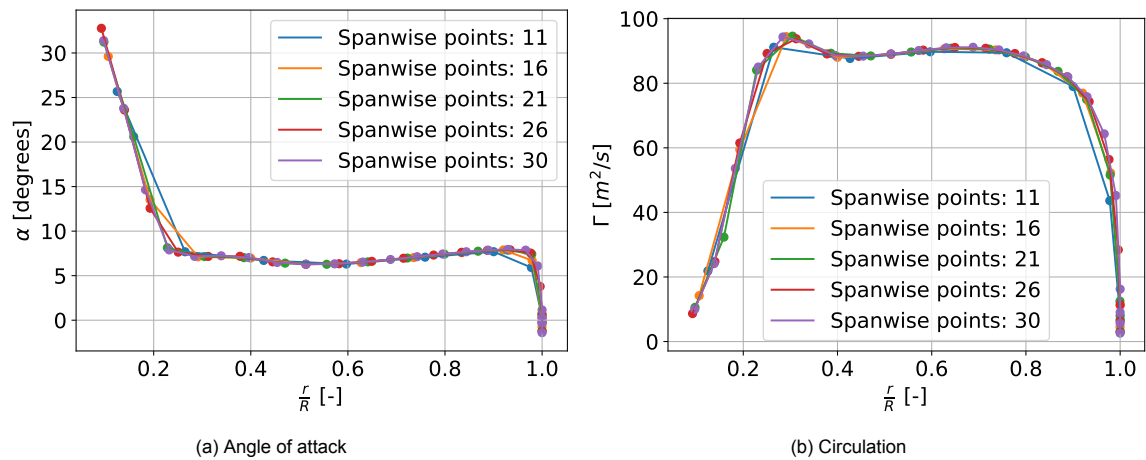 α [degrees]
30
25
20
15
10
5
0
Spanwise points: 11
Spanwise points: 16
Spanwise points: 21
Spanwise points: 26
Spanwise points: 30
0.2 0.4 0.6 0.8 1.0
r/R [-]
(a) Angle of attack
Γ [m²/s]
100
80
60
40
20
0
Spanwise points: 11
Spanwise points: 16
Spanwise points: 21
Spanwise points: 26
Spanwise points: 30
0.2 0.4 0.6 0.8 1.0
r/R [-]
(b) Circulation